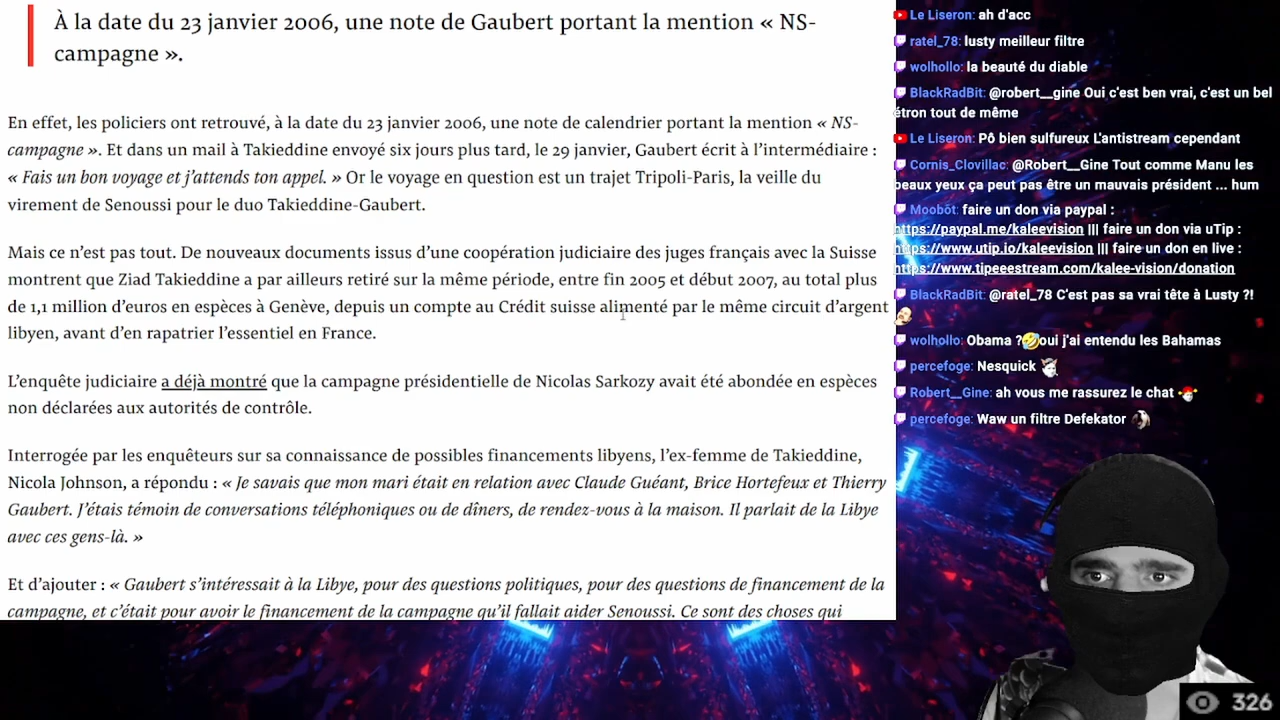 À la date du 23 janvier 2006, une note de Gaubert portant la mention « NS-
campagne ».
En effet, les policiers ont retrouvé, à la date du 23 janvier 2006, une note de calendrier portant la mention « NS-
campagne ». Et dans un mail à Takieddine envoyé six jours plus tard, le 29 janvier, Gaubert écrit à l’intermédiaire :
« Fais un bon voyage et j’attends ton appel. » Or le voyage en question est un trajet Tripoli-Paris, la veille du
virement de Senoussi pour le duo Takieddine-Gaubert.
Mais ce n’est pas tout. De nouveaux documents issus d’une coopération judiciaire des juges français avec la Suisse
montrent que Ziad Takieddine a par ailleurs retiré sur la même période, entre fin 2005 et début 2007, au total plus
de 1,1 million d’euros en espèces à Genève, depuis un compte au Crédit suisse alimenté par le même circuit d’argent
libyen, avant d’en rapatrier l’essentiel en France.
L’enquête judiciaire a déjà montré que la campagne présidentielle de Nicolas Sarkozy avait été abondée en espèces
non déclarées aux autorités de contrôle.
Interrogée par les enquêteurs sur sa connaissance de possibles financements libyens, l’ex-femme de Takieddine,
Nicola Johnson, a répondu : « Je savais que mon mari était en relation avec Claude Guéant, Brice Hortefeux et Thierry
Gaubert. J’étais témoin de conversations téléphoniques ou de dîners, de rendez-vous à la maison. Il parlait de la Libye
avec ces gens-là. »
Et d’ajouter : « Gaubert s’intéressait à la Libye, pour des questions politiques, pour des questions de financement de la
campagne, et c’était pour avoir le financement de la campagne qu’il fallait aider Senoussi. Ce sont des choses qui
Le Liseron: ah d'acc
ratel_78: lusty meilleur filtre
wolhollo: la beauté du diable
BlackRadBit: @robert__gine Oui c'est ben vrai, c'est un bel
étron tout de même
Le Liseron: Pô bien sulfureux L'antistream cependant
Cornis_Clovillac: @Robert__Gine Tout comme Manu les
beaux yeux ça peut pas être un mauvais président ... hum
Moobot: faire un don via paypal :
https://paypal.me/kaleevision ||| faire un don via uTip :
https://www.utip.io/kaleevision ||| faire un don en live :
https://www.tipeeestream.com/kalee-vision/donation
BlackRadBit: @ratel_78 C'est pas sa vrai tête à Lusty ?!
wolhollo: Obama ?🤣oui j'ai entendu les Bahamas
percefoge: Nesquick
Robert__Gine: ah vous me rassurez le chat
percefoge: Waw un filtre Defekator
326